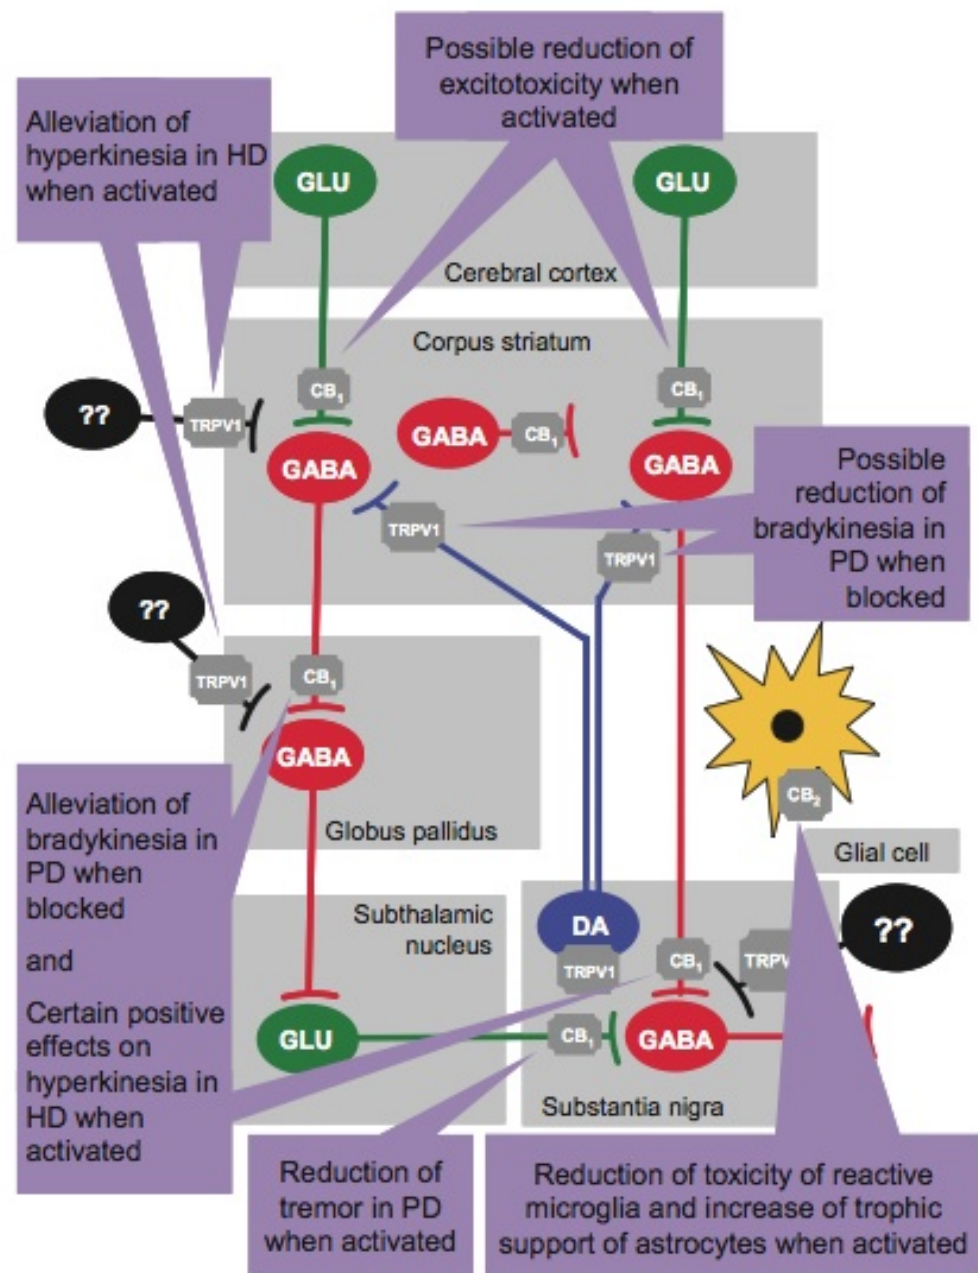 Possible reduction of
excitotoxicity when
activated
Alleviation of
hyperkinesia in HD
when activated
GLU
GLU
Cerebral cortex
Corpus striatum
CB1
CB1
??
TRPV1
GABA
CB1
GABA
GABA
Possible
reduction of
bradykinesia in
PD when
blocked
TRPV1
TRPV1
??
TRPV1
CB1
GABA
Globus pallidus
CB2
Glial cell
Alleviation of
bradykinesia in
PD when
blocked
and
Certain positive
effects on
hyperkinesia in
HD when
activated
Subthalamic
nucleus
DA
TRPV1
CB1
TRPV
??
GLU
CB1
GABA
Substantia nigra
Reduction of
tremor in PD
when activated
Reduction of toxicity of reactive
microglia and increase of trophic
support of astrocytes when activated